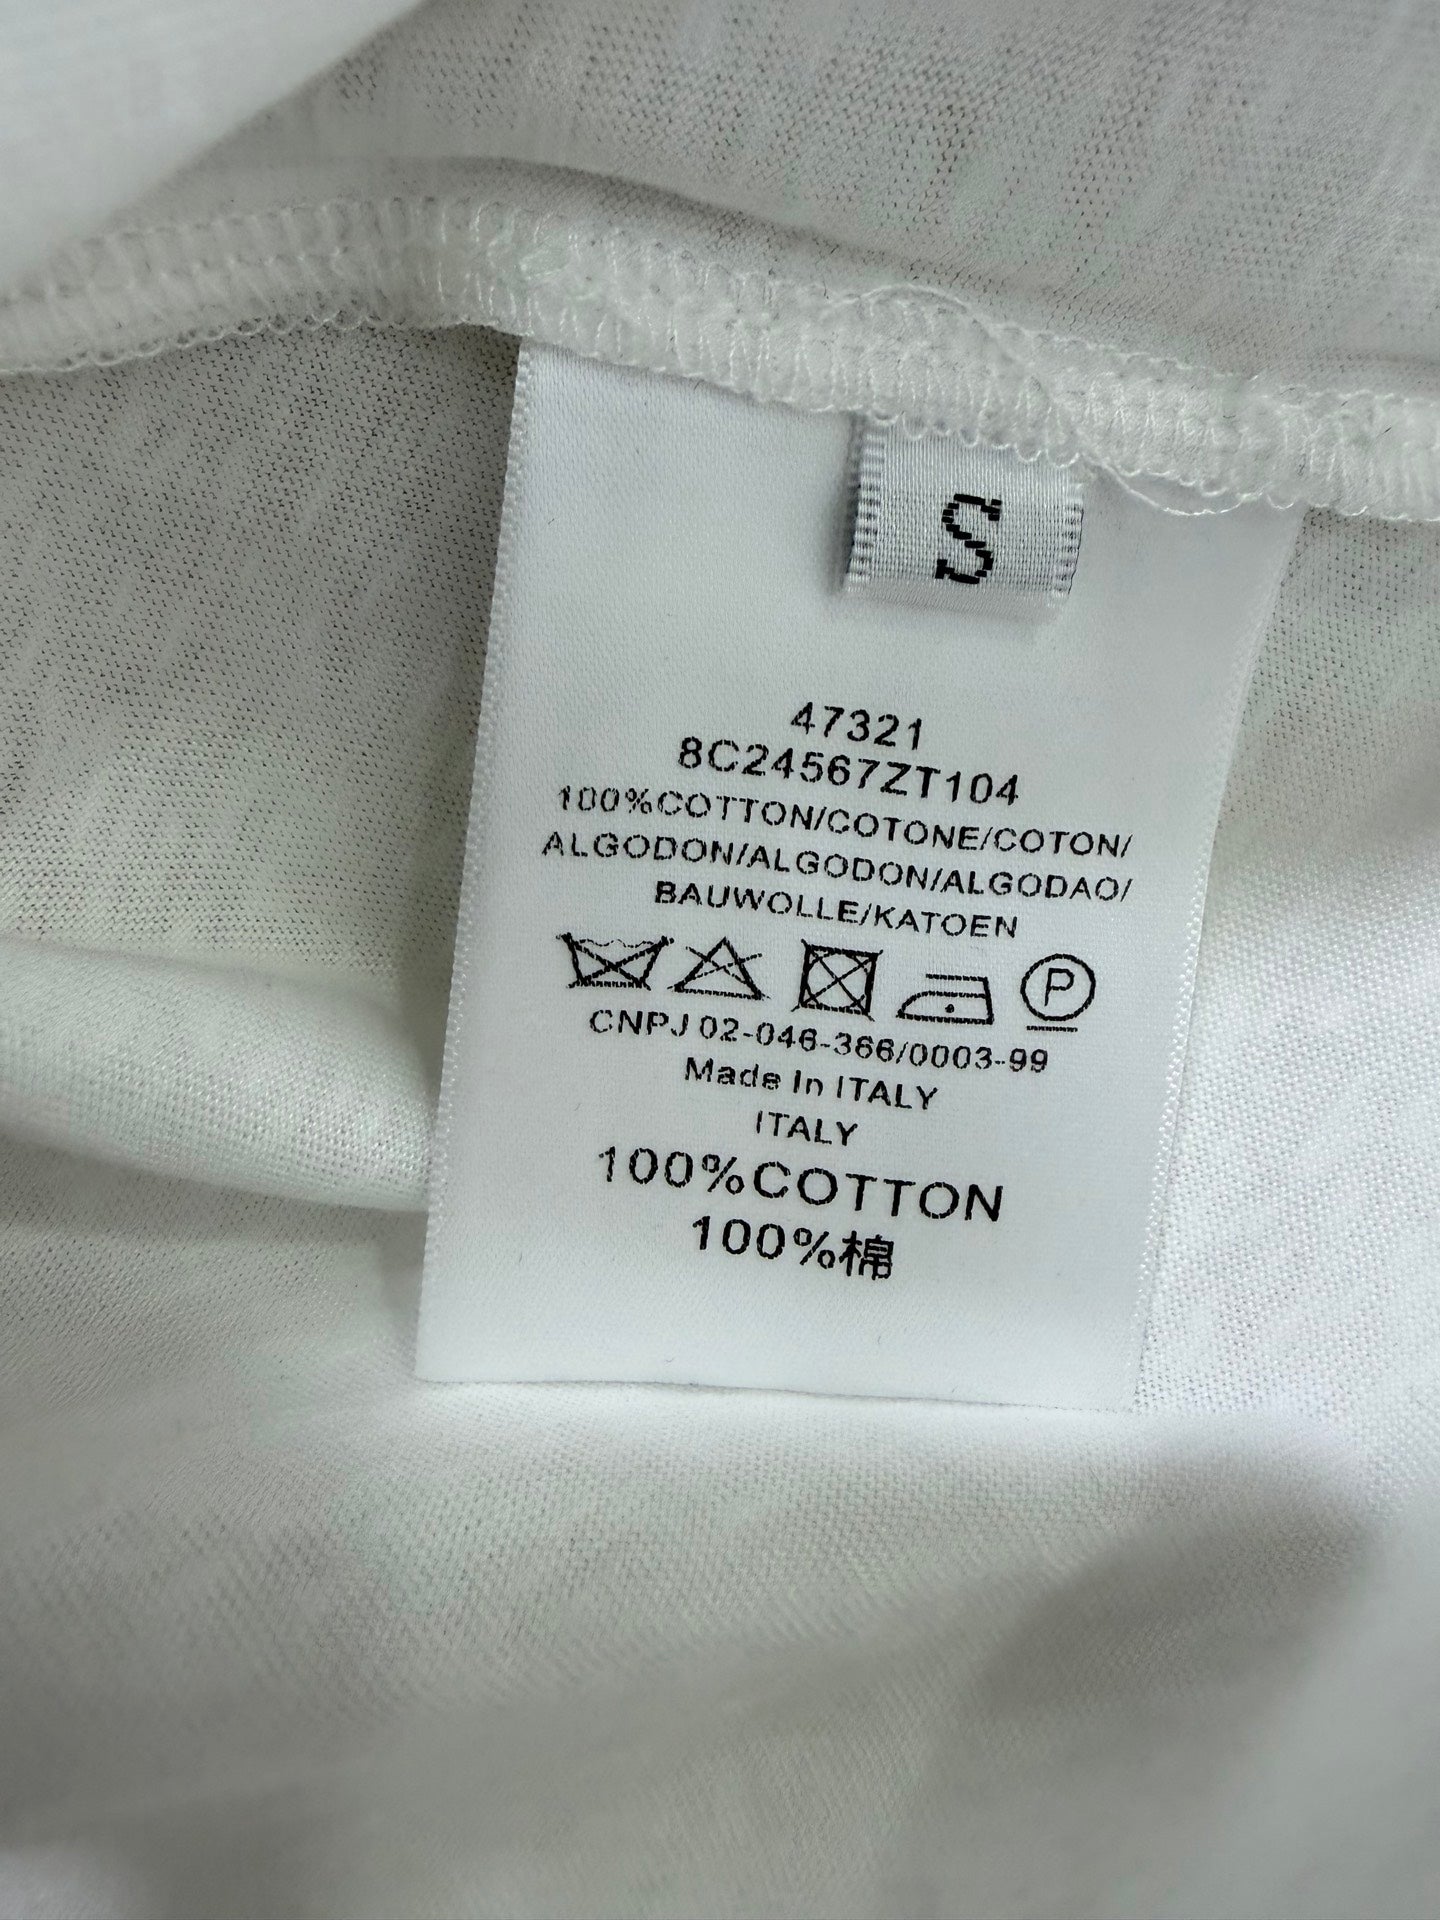 S
47321
8C24567ZT104
100%COTTON/COTONE/COTON/
ALGODON/ALGODON/ALGODAO/
BAUWOLLE/KATOEN
P
CNPJ 02-046-366/0003-99
Made In ITALY
ITALY
100%COTTON
100%棉